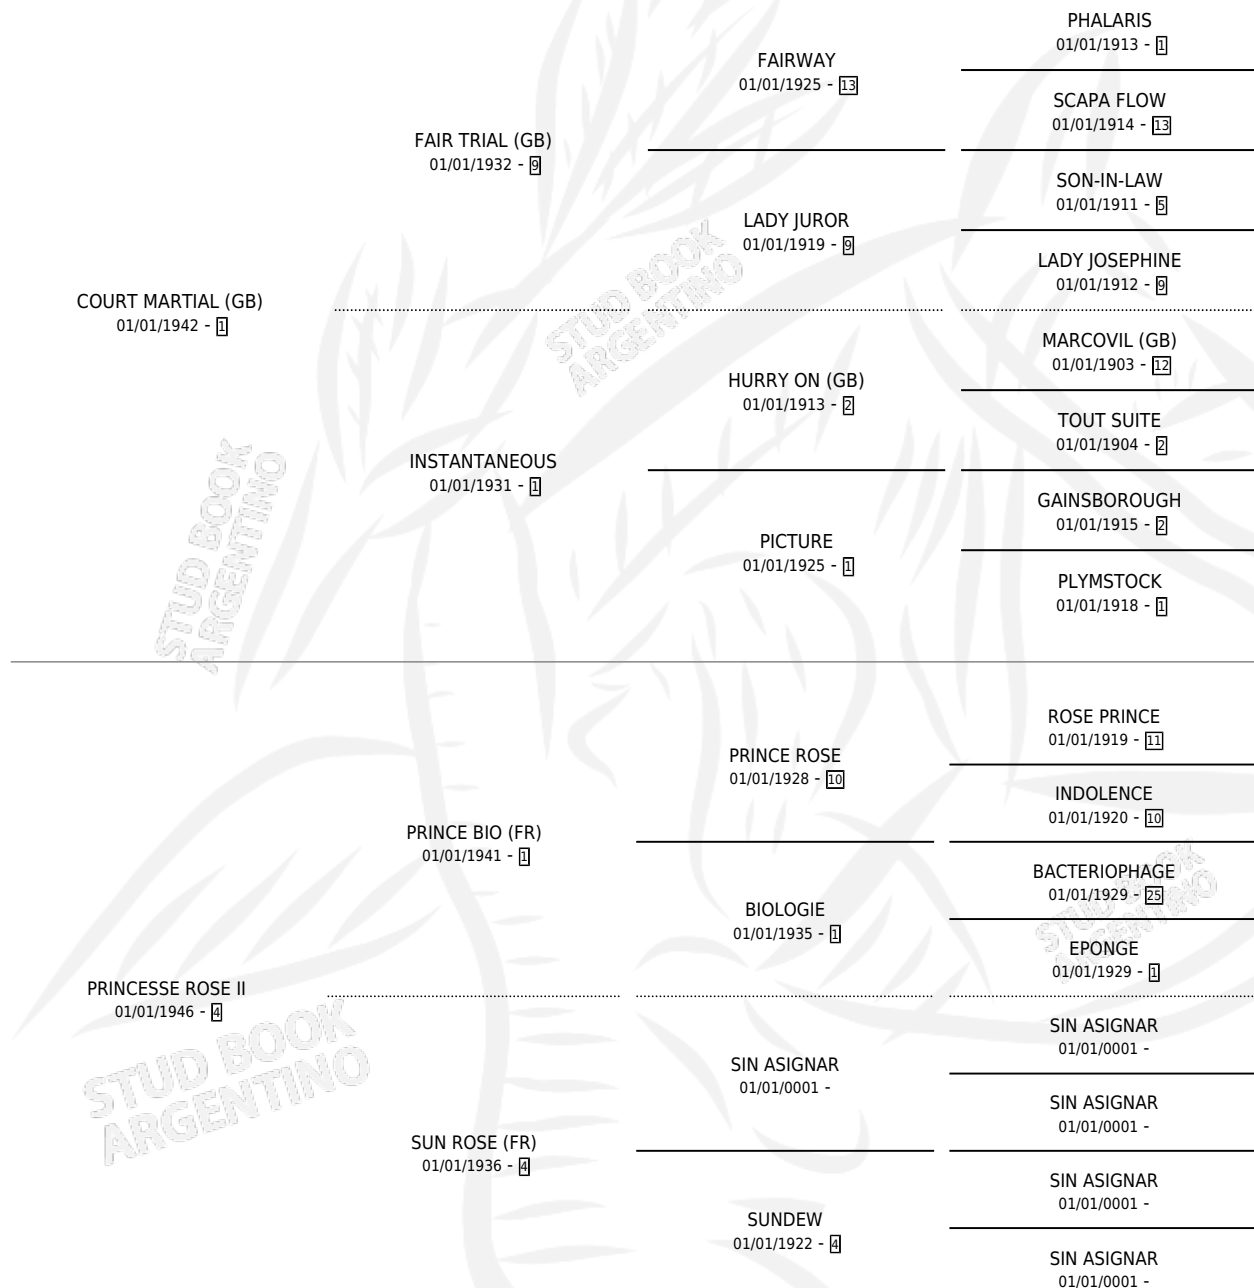 PHALARIS
01/01/1913 - 1
FAIRWAY
01/01/1925 - 13
SCAPA FLOW
01/01/1914 - 13
FAIR TRIAL (GB)
01/01/1932 - 9
SON-IN-LAW
01/01/1911 - 5
LADY JUROR
01/01/1919 - 9
LADY JOSEPHINE
01/01/1912 - 9
COURT MARTIAL (GB)
01/01/1942 - 1
MARCOVIL (GB)
01/01/1903 - 12
HURRY ON (GB)
01/01/1913 - 2
TOUT SUITE
01/01/1904 - 2
INSTANTANEOUS
01/01/1931 - 1
GAINSBOROUGH
01/01/1915 - 2
PICTURE
01/01/1925 - 1
PLYMSTOCK
01/01/1918 - 1
ROSE PRINCE
01/01/1919 - 11
PRINCE ROSE
01/01/1928 - 10
INDOLENCE
01/01/1920 - 10
PRINCE BIO (FR)
01/01/1941 - 1
BACTERIOPHAGE
01/01/1929 - 25
BIOLOGIE
01/01/1935 - 1
EPONGE
01/01/1929 - 1
PRINCESSE ROSE II
01/01/1946 - 4
SIN ASIGNAR
01/01/0001 -
SIN ASIGNAR
01/01/0001 -
SIN ASIGNAR
01/01/0001 -
SUN ROSE (FR)
01/01/1936 - 4
SIN ASIGNAR
01/01/0001 -
SUNDEW
01/01/1922 - 4
SIN ASIGNAR
01/01/0001 -
STUD BOOK
ARGENTINO
STUD BOOK
ARGENTINO
STUD BOOK
ARGENTINO
STUD BOOK
ARGENTINO